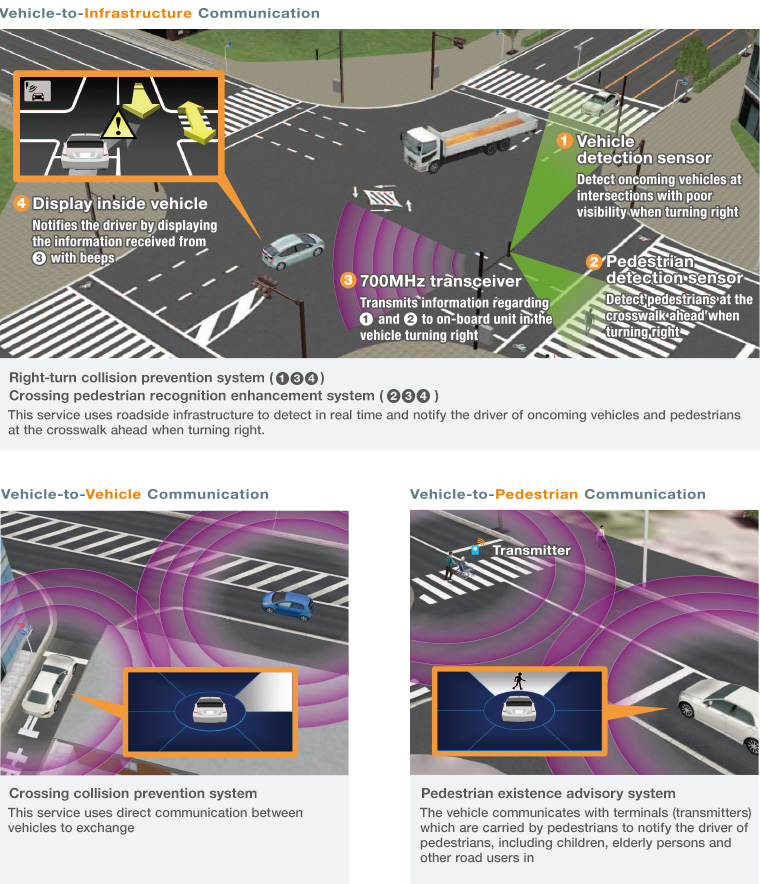 Vehicle-to-Infrastructure Communication
1 Vehicle
detection sensor
Detect oncoming vehicles at
intersections with poor
visibility when turning right
4 Display inside vehicle
Notifies the driver by displaying
the information received from
3 with beeps
2 Pedestrian
detection sensor
Detect pedestrians at the
crosswalk ahead when
turning right
3 700MHz transceiver
Transmits information regarding
1 and 2 to on-board unit in the
vehicle turning right
Right-turn collision prevention system (134)
Crossing pedestrian recognition enhancement system (234)
This service uses roadside infrastructure to detect in real time and notify the driver of oncoming vehicles and pedestrians
at the crosswalk ahead when turning right.
Vehicle-to-Vehicle Communication
Crossing collision prevention system
This service uses direct communication between
vehicles to exchange
Vehicle-to-Pedestrian Communication
Transmitter
Pedestrian existence advisory system
The vehicle communicates with terminals (transmitters)
which are carried by pedestrians to notify the driver of
pedestrians, including children, elderly persons and
other road users in